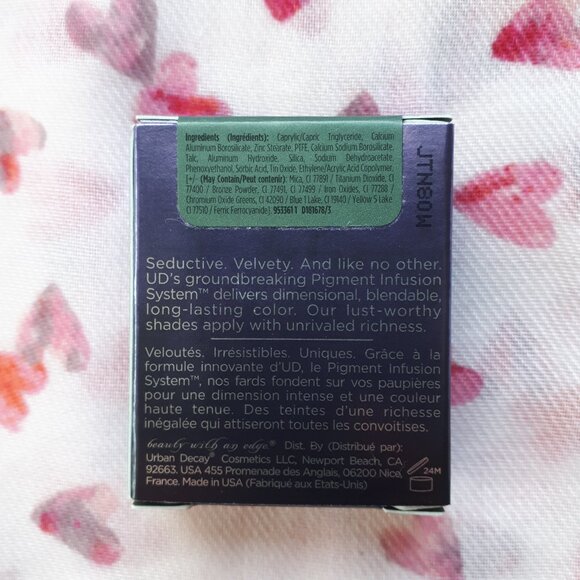 Ingredients (Ingrédients): Caprylic/Capric Triglyceride, Calcium
Aluminum Borosilicate, Zinc Stearate, PTFE, Calcium Sodium Borosilicate,
Talc, Aluminum Hydroxide, Silica, Sodium Dehydroacetate,
Phenoxyethanol, Sorbic Acid, Tin Oxide, Ethylene/Acrylic Acid Copolymer,
[+/- (May Contain/Peut contenir): Mica, CI 77891 / Titanium Dioxide, CI
77400 / Bronze Powder, CI 77491, CI 77499 / Iron Oxides, CI 77288 /
Chromium Oxide Greens, CI 42090 / Blue 1 Lake, CI 19140 / Yellow 5 Lake
CI 77510 / Ferric Ferrocyanide). 9533611 D181678/3
JTN80W
Seductive. Velvety. And like no other.
UD's groundbreaking Pigment Infusion
System™ delivers dimensional, blendable,
long-lasting color. Our lust-worthy
shades apply with unrivaled richness.
Veloutés. Irresistibles. Uniques. Grâce à la
formule innovante d'UD, le Pigment Infusion
System™, nos fards fondent sur vos paupières
pour une dimension intense et une couleur
haute tenue. Des teintes d'une richesse
inégalée qui attiseront toutes les convoitises.
beauty with an edge® Dist. By (Distribué par):
Urban Decay® Cosmetics LLC, Newport Beach, CA
92663. USA 455 Promenade des Anglais, 06200 Nice,
France. Made in USA (Fabriqué aux Etats-Unis)
24M